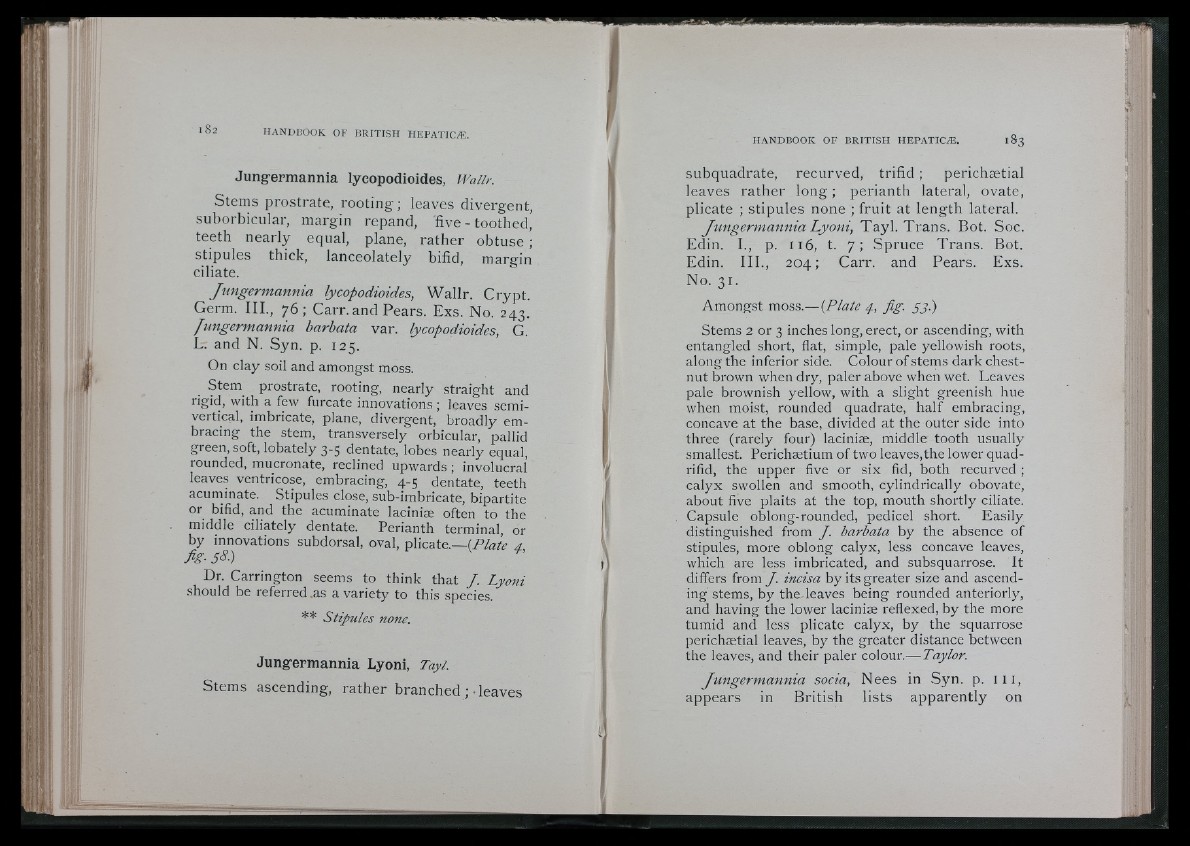 182 HANDBOOK OF BRITISH HEPATICÆ.
Jungermannia lycopodioides, Wallr.
Stems prostrate, rooting; leaves divergent,
suborbicular, margin repand, five-toothed,
teeth nearly equal, plane, rather obtuse;
stipules thick, lanceolately bifid, margin
ciliate.
Jungermannia lycopodioides, Wallr. Crypt.
Germ. III., 76; Carr. and Pears. Exs. No. 243.
Jungermannia barbata var. lycopodioides, G.
L. and N. Syn. p. 125.
On clay soil and amongst moss.
Stem prostrate, rooting, nearly straight and
rigid, with a few furcate innovations; leaves semi-
vertical, imbricate, plane, divergent, broadly em-
bracing the stem, transversely orbicular, pallid
green, soft, lobately 3-5 dentate, lobes nearly equal,
rounded, mucronate, reclined upwards; involucral
leaves ventricose, embracing, 4-5 dentate, teeth
acuminate. Stipules close, sub-imbricate, bipartite
or bifid, and the acuminate laciniæ often to the
middle ciliately dentate. Perianth terminal, or
by innovations subdorsal, oval, plicate.—(Plate 4,
fig. 58.)
Dr. Carrington seems to think that J. Lyoni
should be referred as a variety to this species.
** Stipules none.
Jungermannia Lyoni, Tayl.
Stems ascending, rather branched; leaves
HANDBOOK OF BRITISH HEPATICÆ. 183
subquadrate, recurved, trifid; perichætial
leaves rather long; perianth lateral, ovate,
plicate; stipules none; fruit at length lateral.
Jungermannia Lyoni, Tayl. Trans. Bot. Soc.
Edin. I., p. 116, t. 7; Spruce Trans. Bot.
Edin. III., 204; Carr. and Pears. Exs.
No. 31.
Amongst moss.—(Plate 4, fig. 53.)
Stems 2 or 3 inches long, erect, or ascending, with
entangled short, flat, simple, pale yellowish roots,
along the inferior side. Colour of stems dark chest-
nut brown when dry, paler above when wet. Leaves
pale brownish yellow, with a slight greenish hue
when moist, rounded quadrate, half embracing,
concave at the base, divided at the outer side into
three (rarely four) laciniæ, middle tooth usually
smallest. Perichætium of two leaves, the lower quad-
rifid, the upper five or six fid, both recurved;
calyx swollen and smooth, cylindrically obovate,
about five plaits at the top, mouth shortly ciliate.
Capsule oblong-rounded, pedicel short. Easily
distinguished from J. barbata by the absence of
stipules, more oblong calyx, less concave leaves,
which are less imbricated, and subsquarrose. It
differs from J. incisa by its greater size and ascend-
ing stems, by the leaves being rounded anteriorly,
and having the lower laciniæ reflexed, by the more
tumid and less plicate calyx, by the squarrose
perichætial leaves, by the greater distance between
the leaves, and their paler colour.—Taylor.
Jungermannia socia, Nees in Syn. p. 111,
appears in British lists apparently on